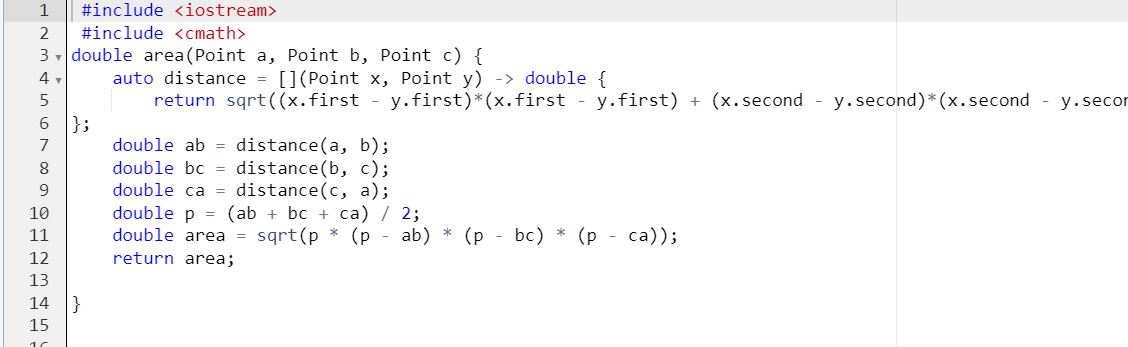 1 #include <iostream>
2 #include <cmath>
3 double area(Point a, Point b, Point c) {
4     auto distance = [](Point x, Point y) -> double {
5         return sqrt((x.first - y.first)*(x.first - y.first) + (x.second - y.second)*(x.second - y.secon
6 };
7     double ab = distance(a, b);
8     double bc = distance(b, c);
9     double ca = distance(c, a);
10     double p = (ab + bc + ca) / 2;
11     double area = sqrt(p * (p - ab) * (p - bc) * (p - ca));
12     return area;
13
14 }
15